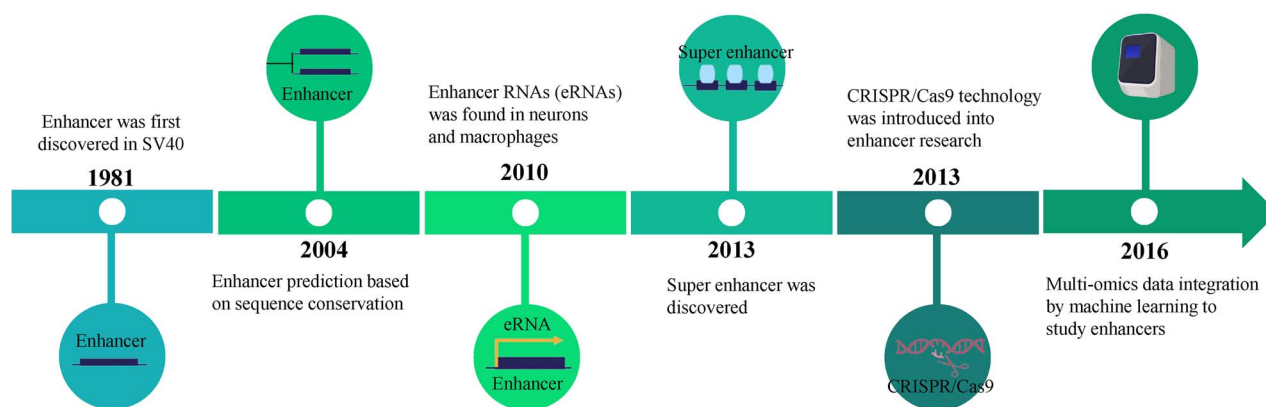 Enhancer was first
discovered in SV40
1981
Enhancer
Enhancer
2004
Enhancer prediction based
on sequence conservation
Enhancer RNAs (eRNAs)
was found in neurons
and macrophages
2010
eRNA
Enhancer
Super enhancer
2013
Super enhancer was
discovered
CRISPR/Cas9 technology
was introduced into
enhancer research
2013
CRISPR/Cas9
2016
Multi-omics data integration
by machine learning to
study enhancers